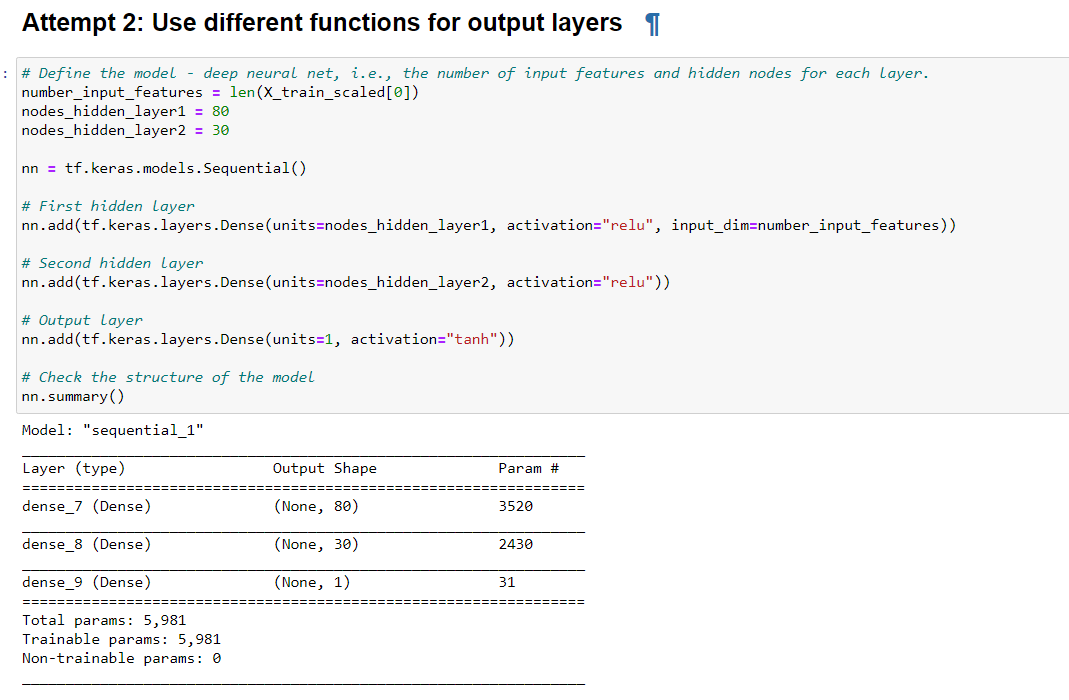 Attempt 2: Use different functions for output layers ¶
: # Define the model - deep neural net, i.e., the number of input features and hidden nodes for each layer.
number_input_features = len(X_train_scaled[0])
nodes_hidden_layer1 = 80
nodes_hidden_layer2 = 30
nn = tf.keras.models.Sequential()
# First hidden layer
nn.add(tf.keras.layers.Dense(units=nodes_hidden_layer1, activation="relu", input_dim=number_input_features))
# Second hidden layer
nn.add(tf.keras.layers.Dense(units=nodes_hidden_layer2, activation="relu"))
# Output layer
nn.add(tf.keras.layers.Dense(units=1, activation="tanh"))
# Check the structure of the model
nn.summary()
Model: "sequential_1"
_________________________________________________________________
Layer (type) Output Shape Param #
=================================================================
dense_7 (Dense) (None, 80) 3520
_________________________________________________________________
dense_8 (Dense) (None, 30) 2430
_________________________________________________________________
dense_9 (Dense) (None, 1) 31
=================================================================
Total params: 5,981
Trainable params: 5,981
Non-trainable params: 0
_________________________________________________________________